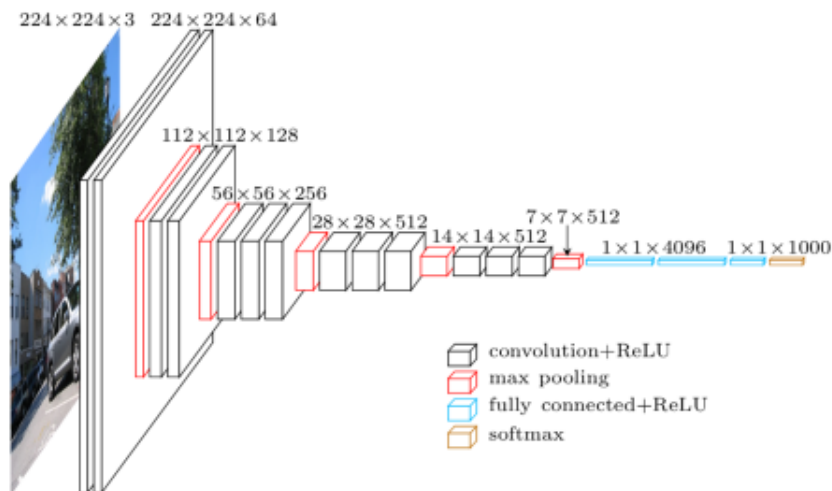 224×224×3
224×224×64
112×112×128
56×56×256
28×28×512
14×14×512
7×7×512
1×1×4096
1×1×1000
convolution+ReLU
max pooling
fully connected+ReLU
softmax